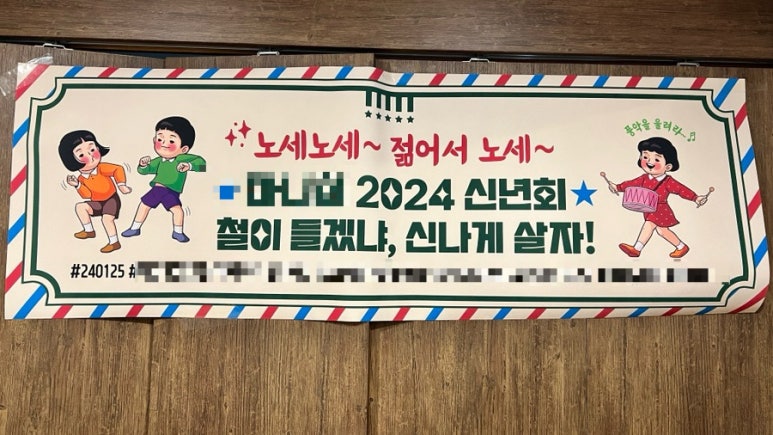 노세노세~ 젊어서 노세~
풍악을 울려라~♬
2024 신년회★
철이 들겠냐, 신나게 살자!
#240125 #